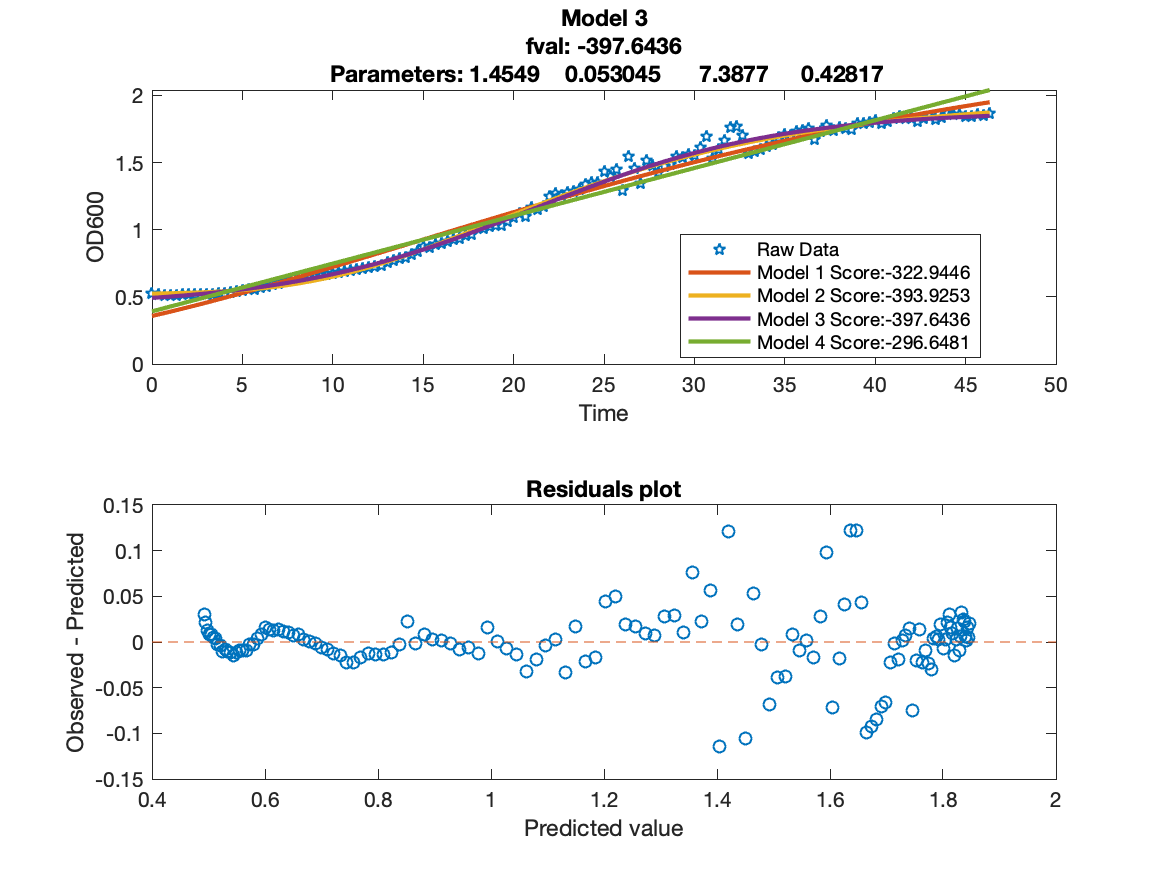 Model 3
fval: -397.6436
Parameters: 1.4549 0.053045 7.3877 0.42817
2
1.5
1
0.5
0
OD600
Raw Data
Model 1 Score:-322.9446
Model 2 Score:-393.9253
Model 3 Score:-397.6436
Model 4 Score:-296.6481
0 5 10 15 20 25 30 35 40 45 50
Time
Residuals plot
0.15
0.1
0.05
0
-0.05
-0.1
-0.15
Observed - Predicted
0.4 0.6 0.8 1 1.2 1.4 1.6 1.8 2
Predicted value